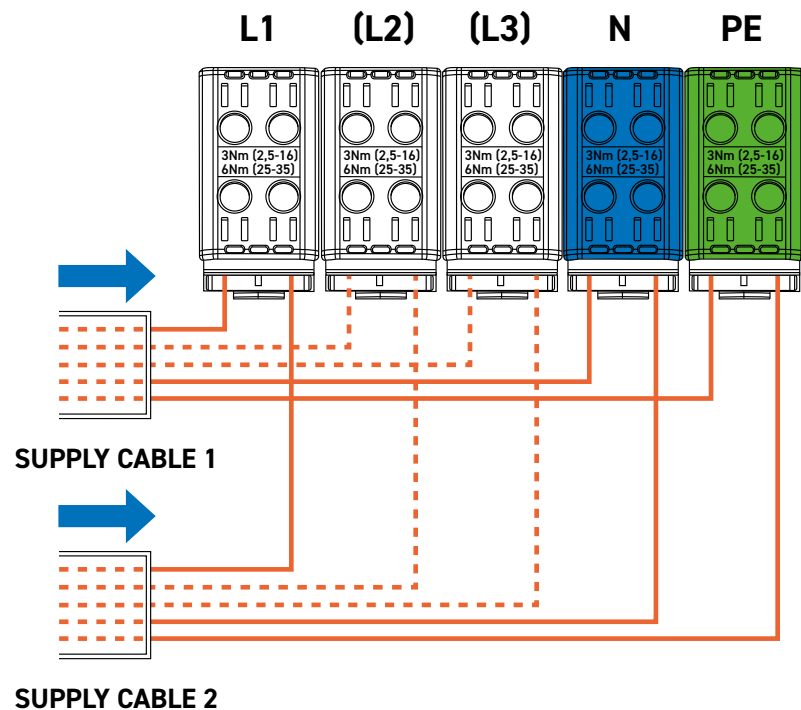 L1 (L2) (L3) N PE
3Nm (2,5-16) 3Nm (2,5-16) 3Nm (2,5-16) 3Nm (2,5-16) 3Nm (2,5-16)
6Nm (25-35) 6Nm (25-35) 6Nm (25-35) 6Nm (25-35) 6Nm (25-35)
SUPPLY CABLE 1
SUPPLY CABLE 2